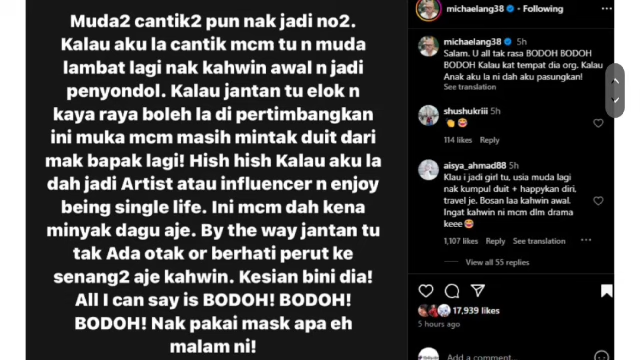 Muda2 cantik2 pun nak jadi no2.
Kalau aku la cantik mcm tu n muda
lambat lagi nak kahwin awal n jadi
penyondol. Kalau jantan tu elok n
kaya raya boleh la di pertimbangkan
ini muka mcm masih mintak duit dari
mak bapak lagi! Hish hish Kalau aku la
dah jadi Artist atau influencer n enjoy
being single life. Ini mcm dah kena
minyak dagu aje. By the way jantan tu
tak Ada otak or berhati perut ke
senang2 aje kahwin. Kesian bini dia!
All I can say is BODOH! BODOH!
BODOH! Nak pakai mask apa eh
malam ni!
michaelang38 • Following
michaelang38 5h
Salam. U all tak rasa BODOH BODOH
BODOH Kalau kat tempat dia org. Kalau
Anak aku la ni dah aku pasungkan!
See translation
shushukriii 5h
114 likes Reply
aisya_ahmad88 5h
Klau i jadi girl tu, usia muda lagi
nak kumpul duit + happykan diri,
travel je. Bosan laa kahwin awal.
Ingat kahwin ni mcm dlm drama
keee
1,107 likes Reply See translation
View all 55 replies
17,939 likes
5 hours ago
Add a comment...